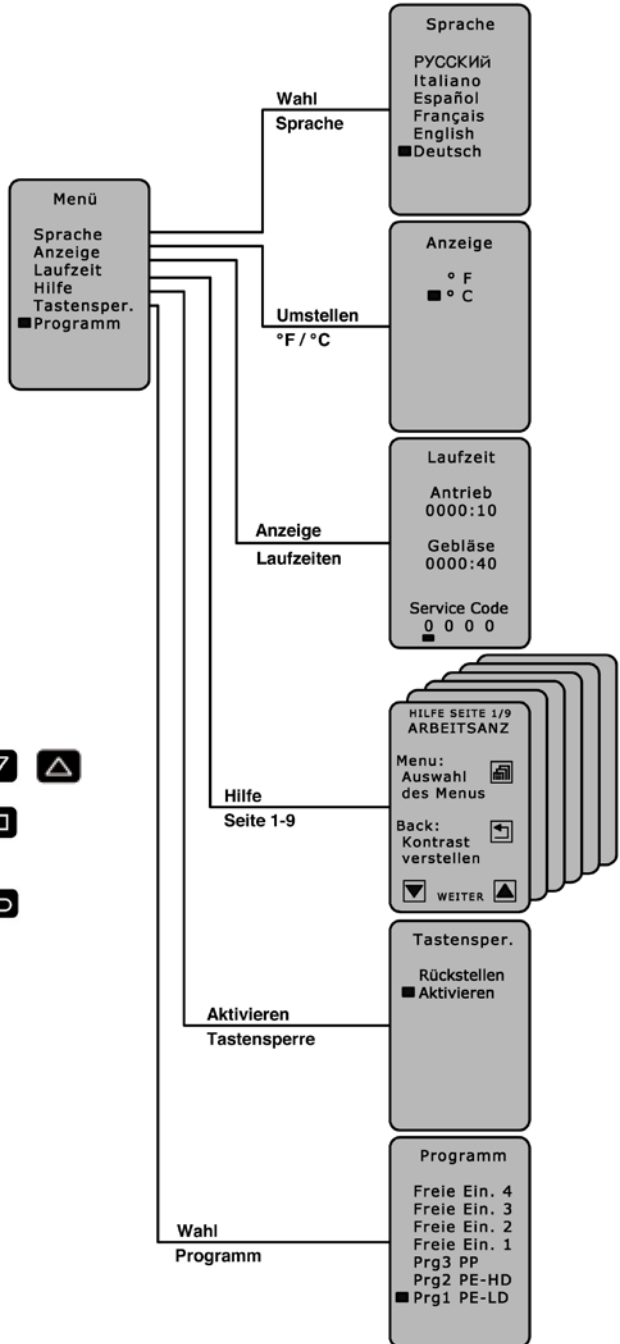 Menü
Sprache
Anzeige
Laufzeit
Hilfe
Tastensper.
Programm
Wahl
Sprache
Sprache
РУССКИЙ
Italiano
Español
Français
English
Deutsch
Umstellen
°F / °C
Anzeige
° F
° C
Anzeige
Laufzeiten
Laufzeit
Antrieb
0000:10
Gebläse
0000:40
Service Code
0 0 0 0
Hilfe
Seite 1-9
HILFE SEITE 1/9
ARBEITSANZ
Menu:
Auswahl
des Menus
Back:
Kontrast
verstellen
WEITER
Aktivieren
Tastensperre
Tastensper.
Rückstellen
Aktivieren
Wahl
Programm
Programm
Freie Ein. 4
Freie Ein. 3
Freie Ein. 2
Freie Ein. 1
Prg3 PP
Prg2 PE-HD
Prg1 PE-LD